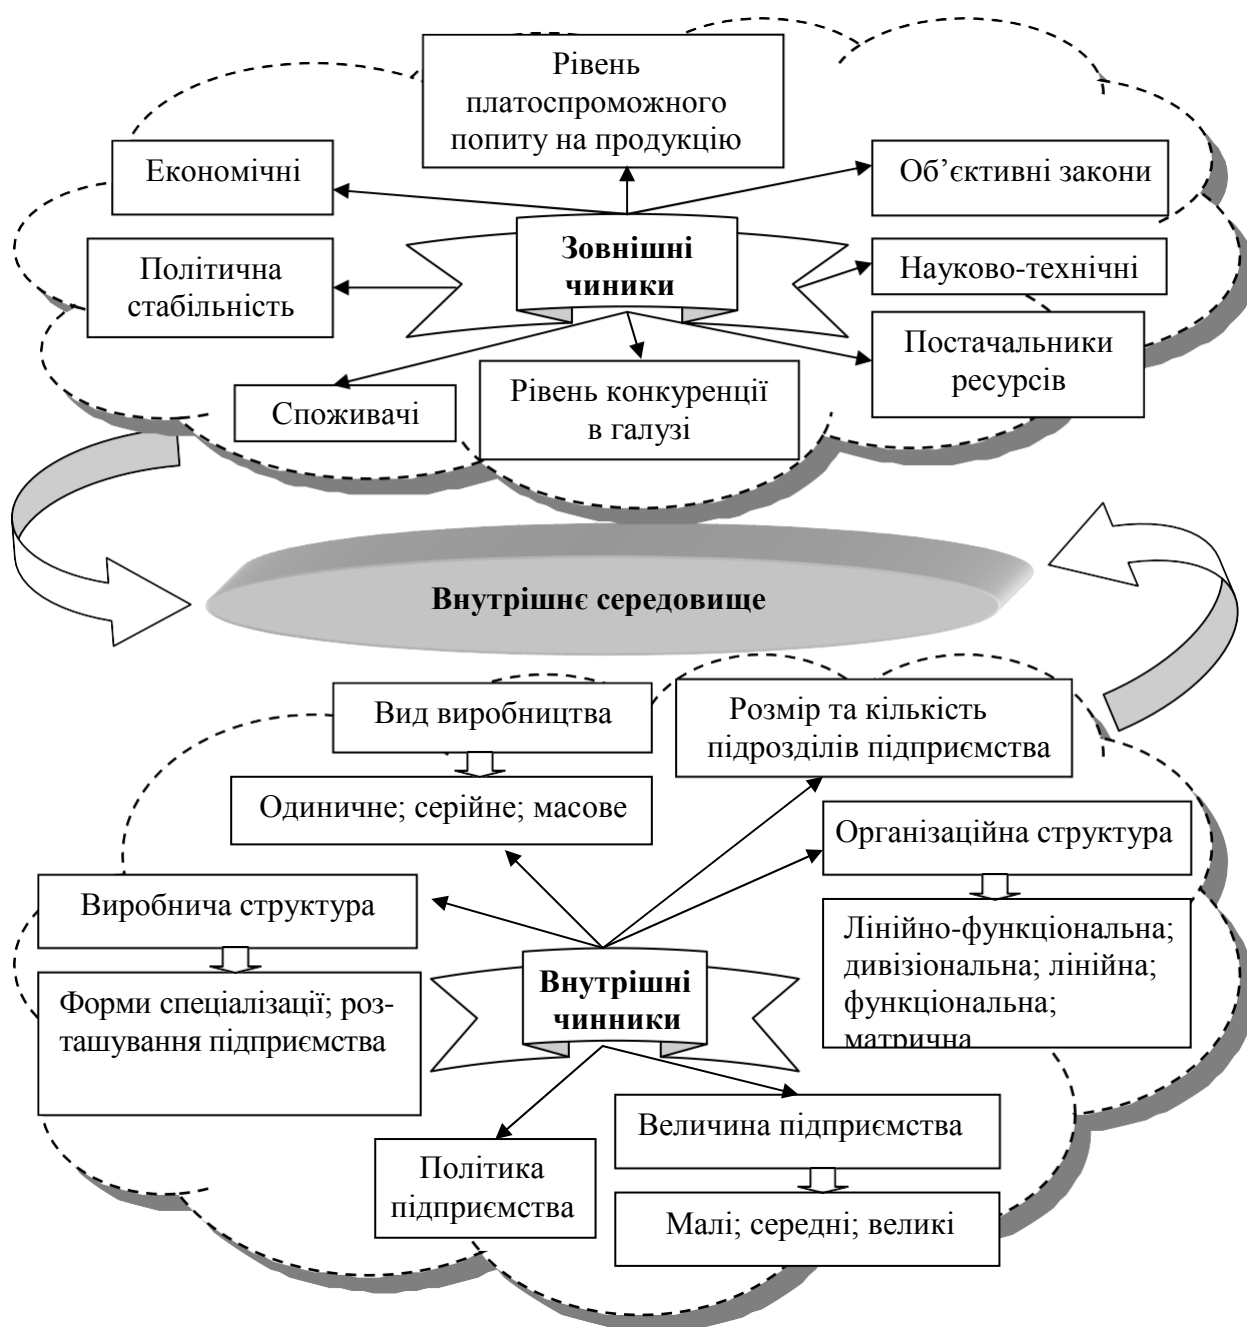 Рівень
платоспроможного
попиту на продукцію
Економічні
Об’єктивні закони
Зовнішні
чиники
Політична
стабільність
Науково-технічні
Постачальники
ресурсів
Споживачі
Рівень конкуренції
в галузі
Внутрішнє середовище
Вид виробництва
Розмір та кількість
підрозділів підприємства
Одиничне; серійне; масове
Організаційна структура
Виробнича структура
Лінійно-функціональна;
дивізіональна; лінійна;
функціональна;
матрична
Форми спеціалізації; роз-
ташування підприємства
Внутрішні
чинники
Величина підприємства
Політика
підприємства
Малі; середні; великі